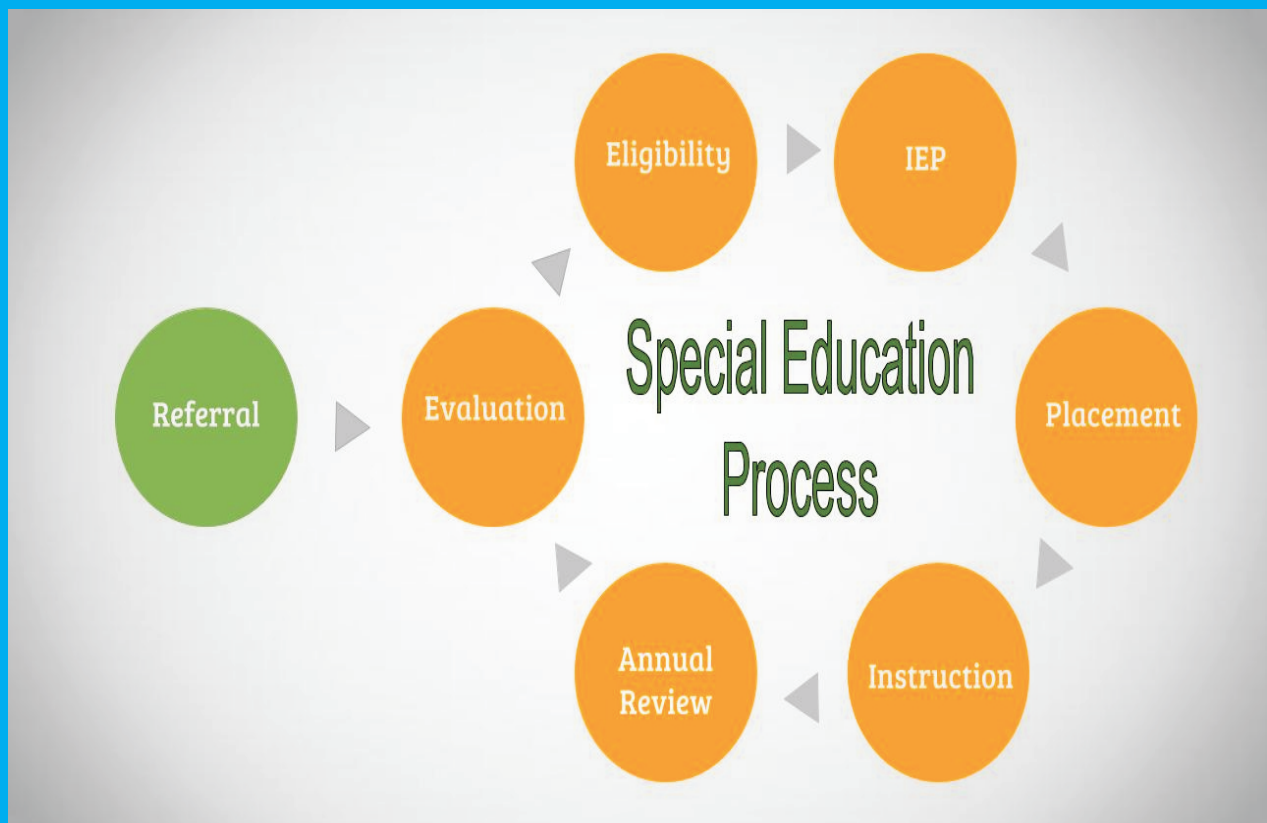 Referral
Evaluation
Eligibility
IEP
Placement
Instruction
Annual
Review
Special Education
Process